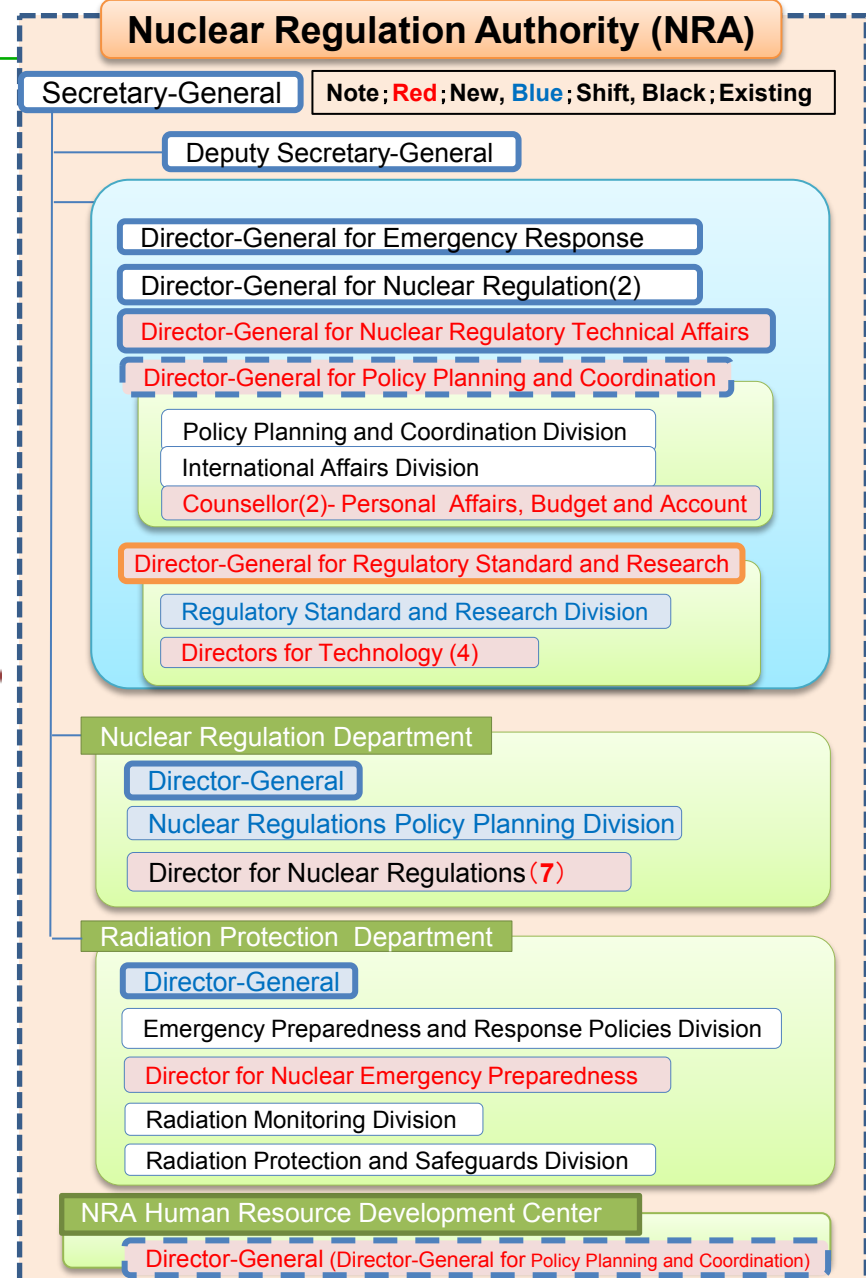 Nuclear Regulation Authority (NRA)
Secretary-General
Note;Red;New, Blue;Shift, Black;Existing
Deputy Secretary-General
Director-General for Emergency Response
Director-General for Nuclear Regulation(2)
Director-General for Nuclear Regulatory Technical Affairs
Director-General for Policy Planning and Coordination
Policy Planning and Coordination Division
International Affairs Division
Counsellor(2)- Personal Affairs, Budget and Account
Director-General for Regulatory Standard and Research
Regulatory Standard and Research Division
Directors for Technology (4)
Nuclear Regulation Department
Director-General
Nuclear Regulations Policy Planning Division
Director for Nuclear Regulations(7)
Radiation Protection Department
Director-General
Emergency Preparedness and Response Policies Division
Director for Nuclear Emergency Preparedness
Radiation Monitoring Division
Radiation Protection and Safeguards Division
NRA Human Resource Development Center
Director-General (Director-General for Policy Planning and Coordination)